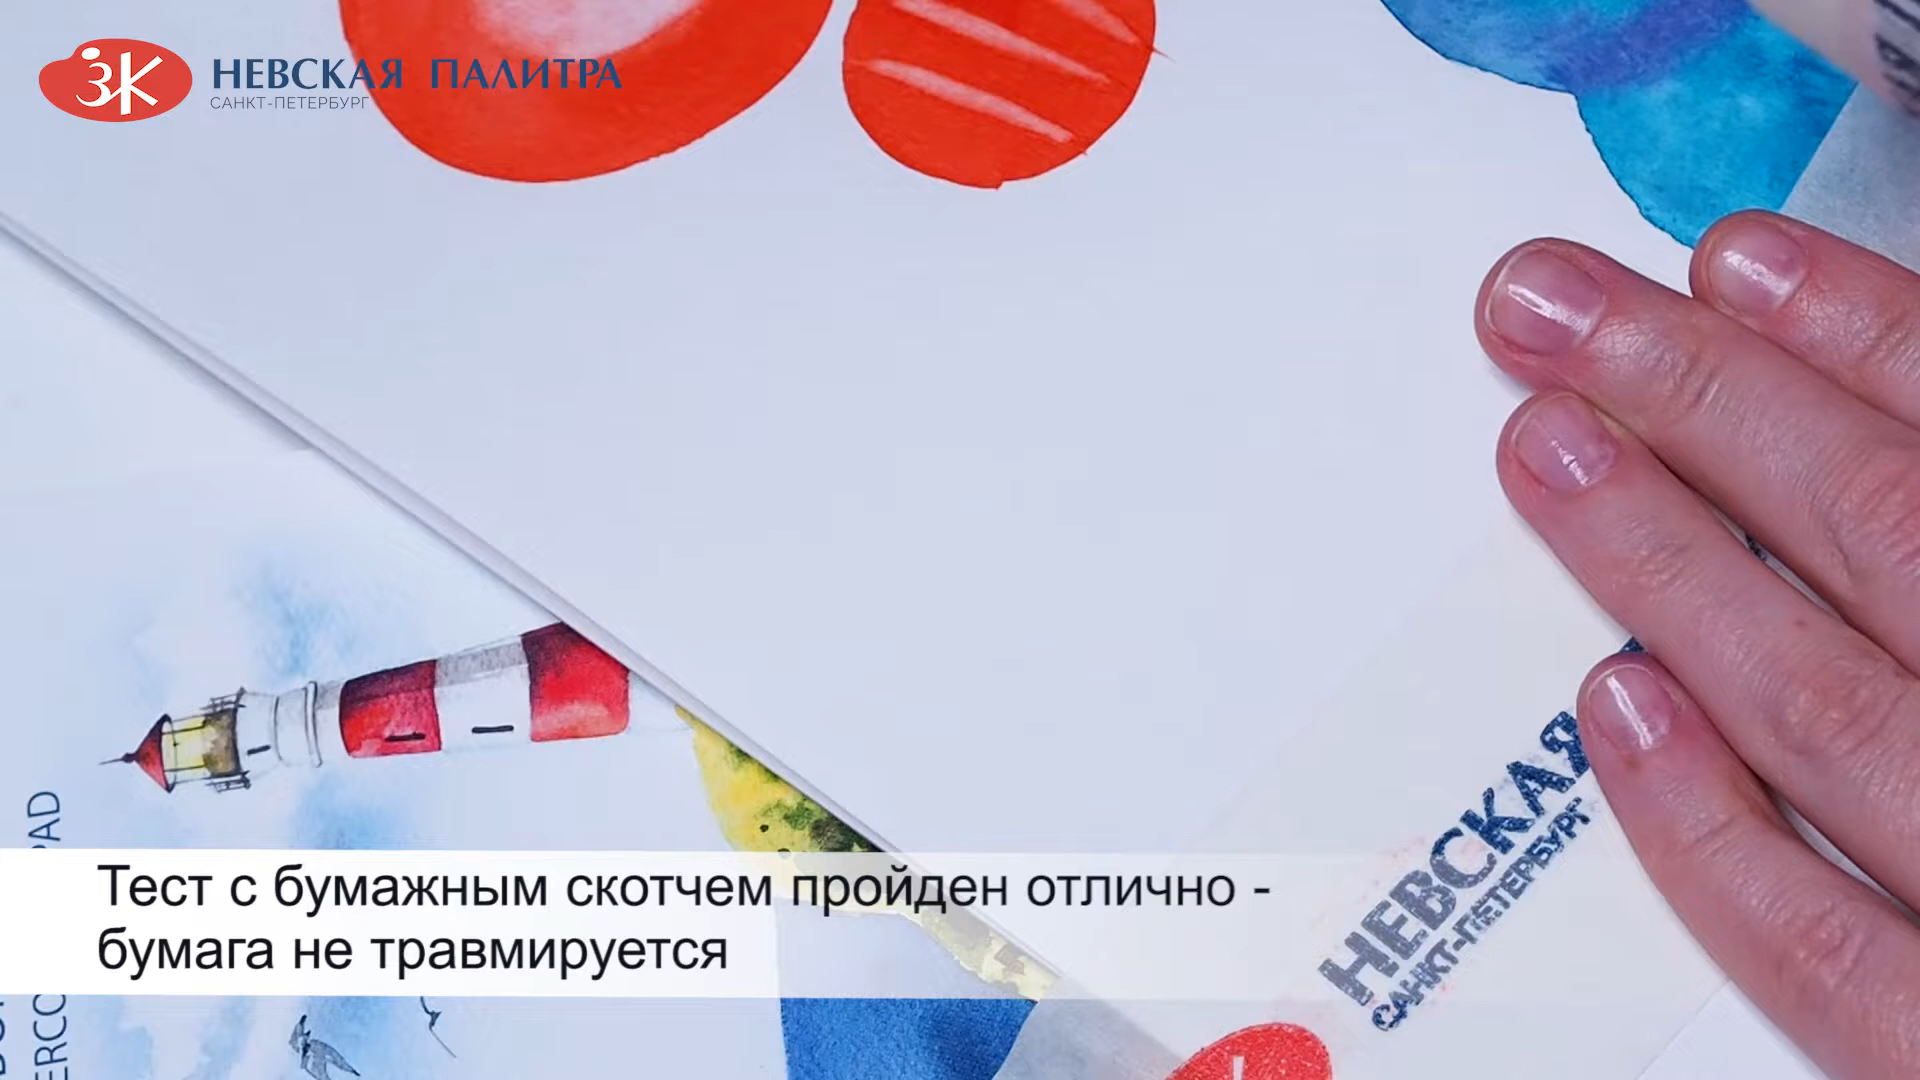 ЗК НЕВСКАЯ ПАЛИТРА
САНКТ-ПЕТЕРБУРГ
Тест с бумажным скотчем пройден отлично -
бумага не травмируется
НЕВСКАЯ
САНКТ-ПЕТЕРБУРГ